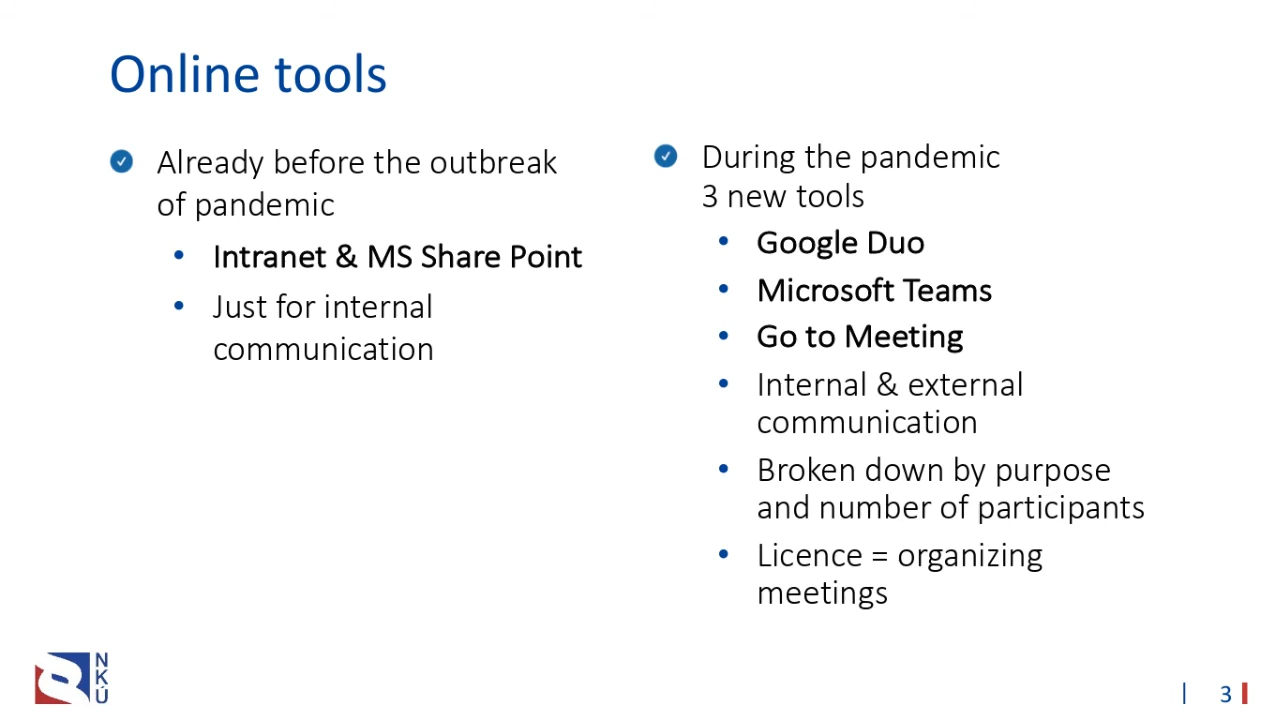 Online tools
Already before the outbreak
of pandemic
• Intranet & MS Share Point
• Just for internal
communication
During the pandemic
3 new tools
• Google Duo
• Microsoft Teams
• Go to Meeting
• Internal & external
communication
• Broken down by purpose
and number of participants
• Licence = organizing
meetings
N
K
Ú
3